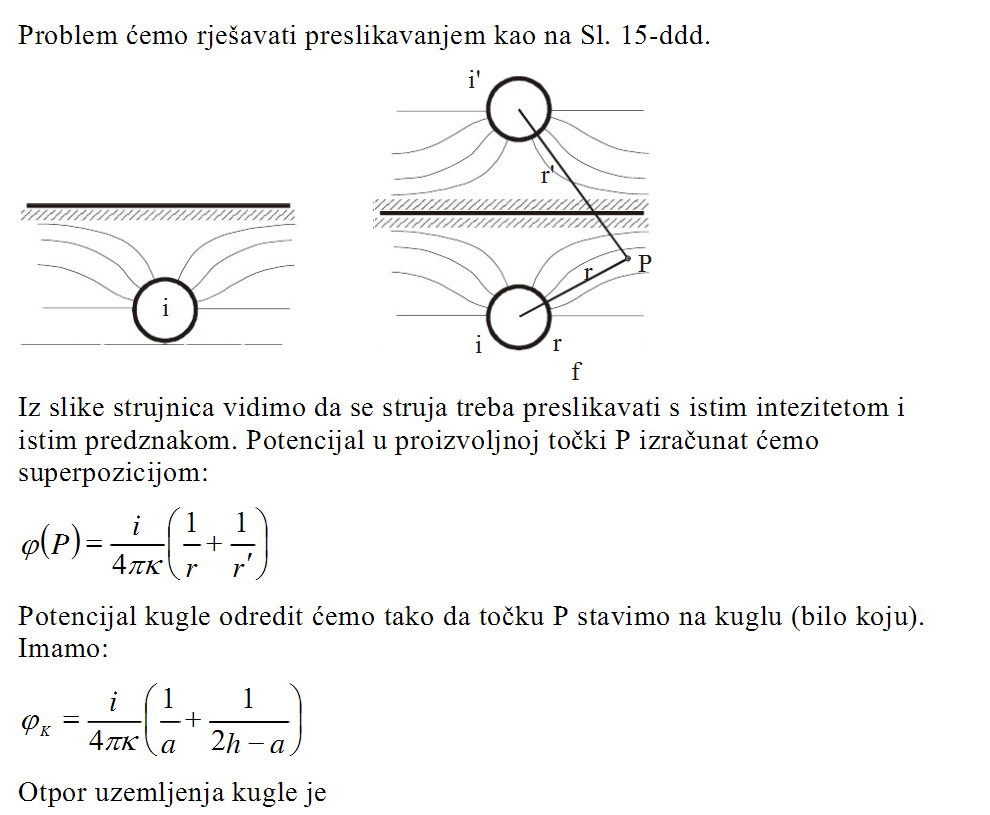 Problem ćemo rješavati preslikavanjem kao na Sl. 15-ddd.
i'
r'
P
r
i
i
r
f
Iz slike strujnica vidimo da se struja treba preslikavati s istim intezitetom i
istim predznakom. Potencijal u proizvoljnoj točki P izračunat ćemo
superpozicijom:
φ(P) = i/4πκ (1/r + 1/r')
Potencijal kugle odredit ćemo tako da točku P stavimo na kuglu (bilo koju).
Imamo:
φ_K = i/4πκ (1/a + 1/(2h − a))
Otpor uzemljenja kugle je